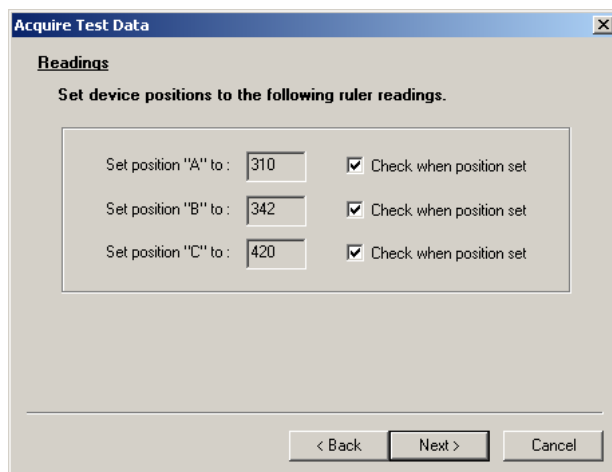 Acquire Test Data
Readings
Set device positions to the following ruler readings.
Set position "A" to : 310 Check when position set
Set position "B" to : 342 Check when position set
Set position "C" to : 420 Check when position set
< Back Next > Cancel